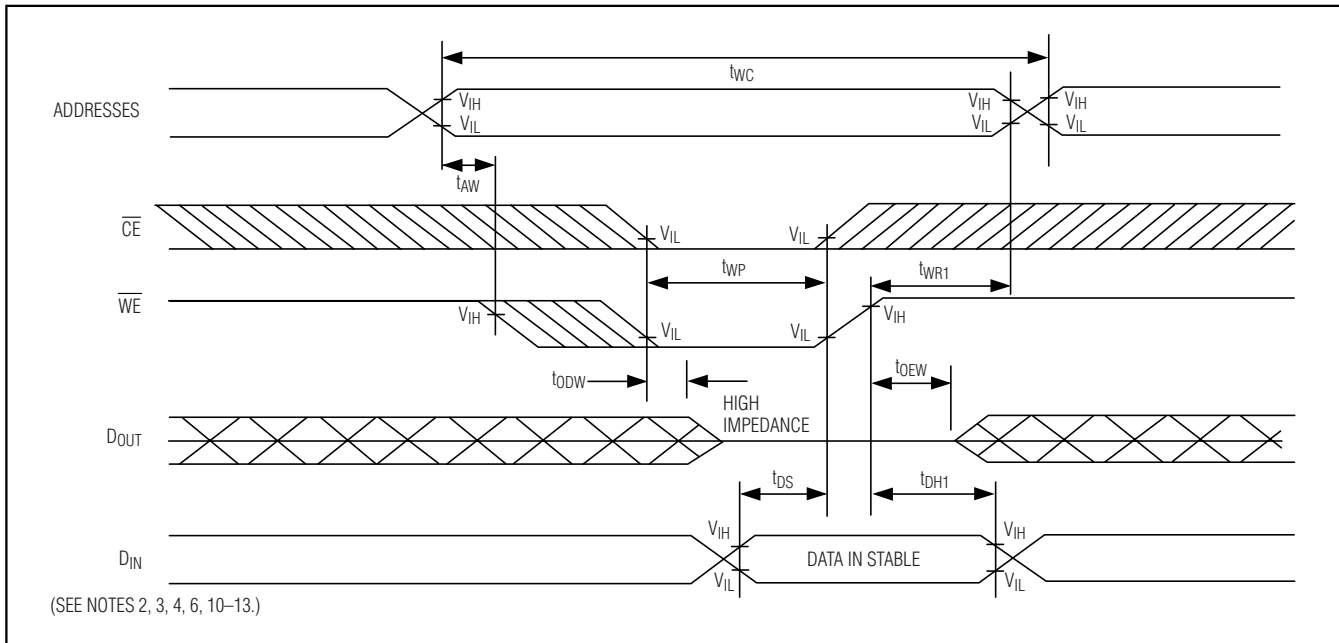 tWC
ADDRESSES
VIH
VIL
VIH
VIL
VIH
VIL
tAW
CE
VIL
VIL
tWP
tWR1
WE
VIH
VIL
VIL
VIH
tODW
tOEW
HIGH
IMPEDANCE
DOUT
tDS
tDH1
DIN
VIH
VIL
DATA IN STABLE
VIH
VIL
(SEE NOTES 2, 3, 4, 6, 10–13.)